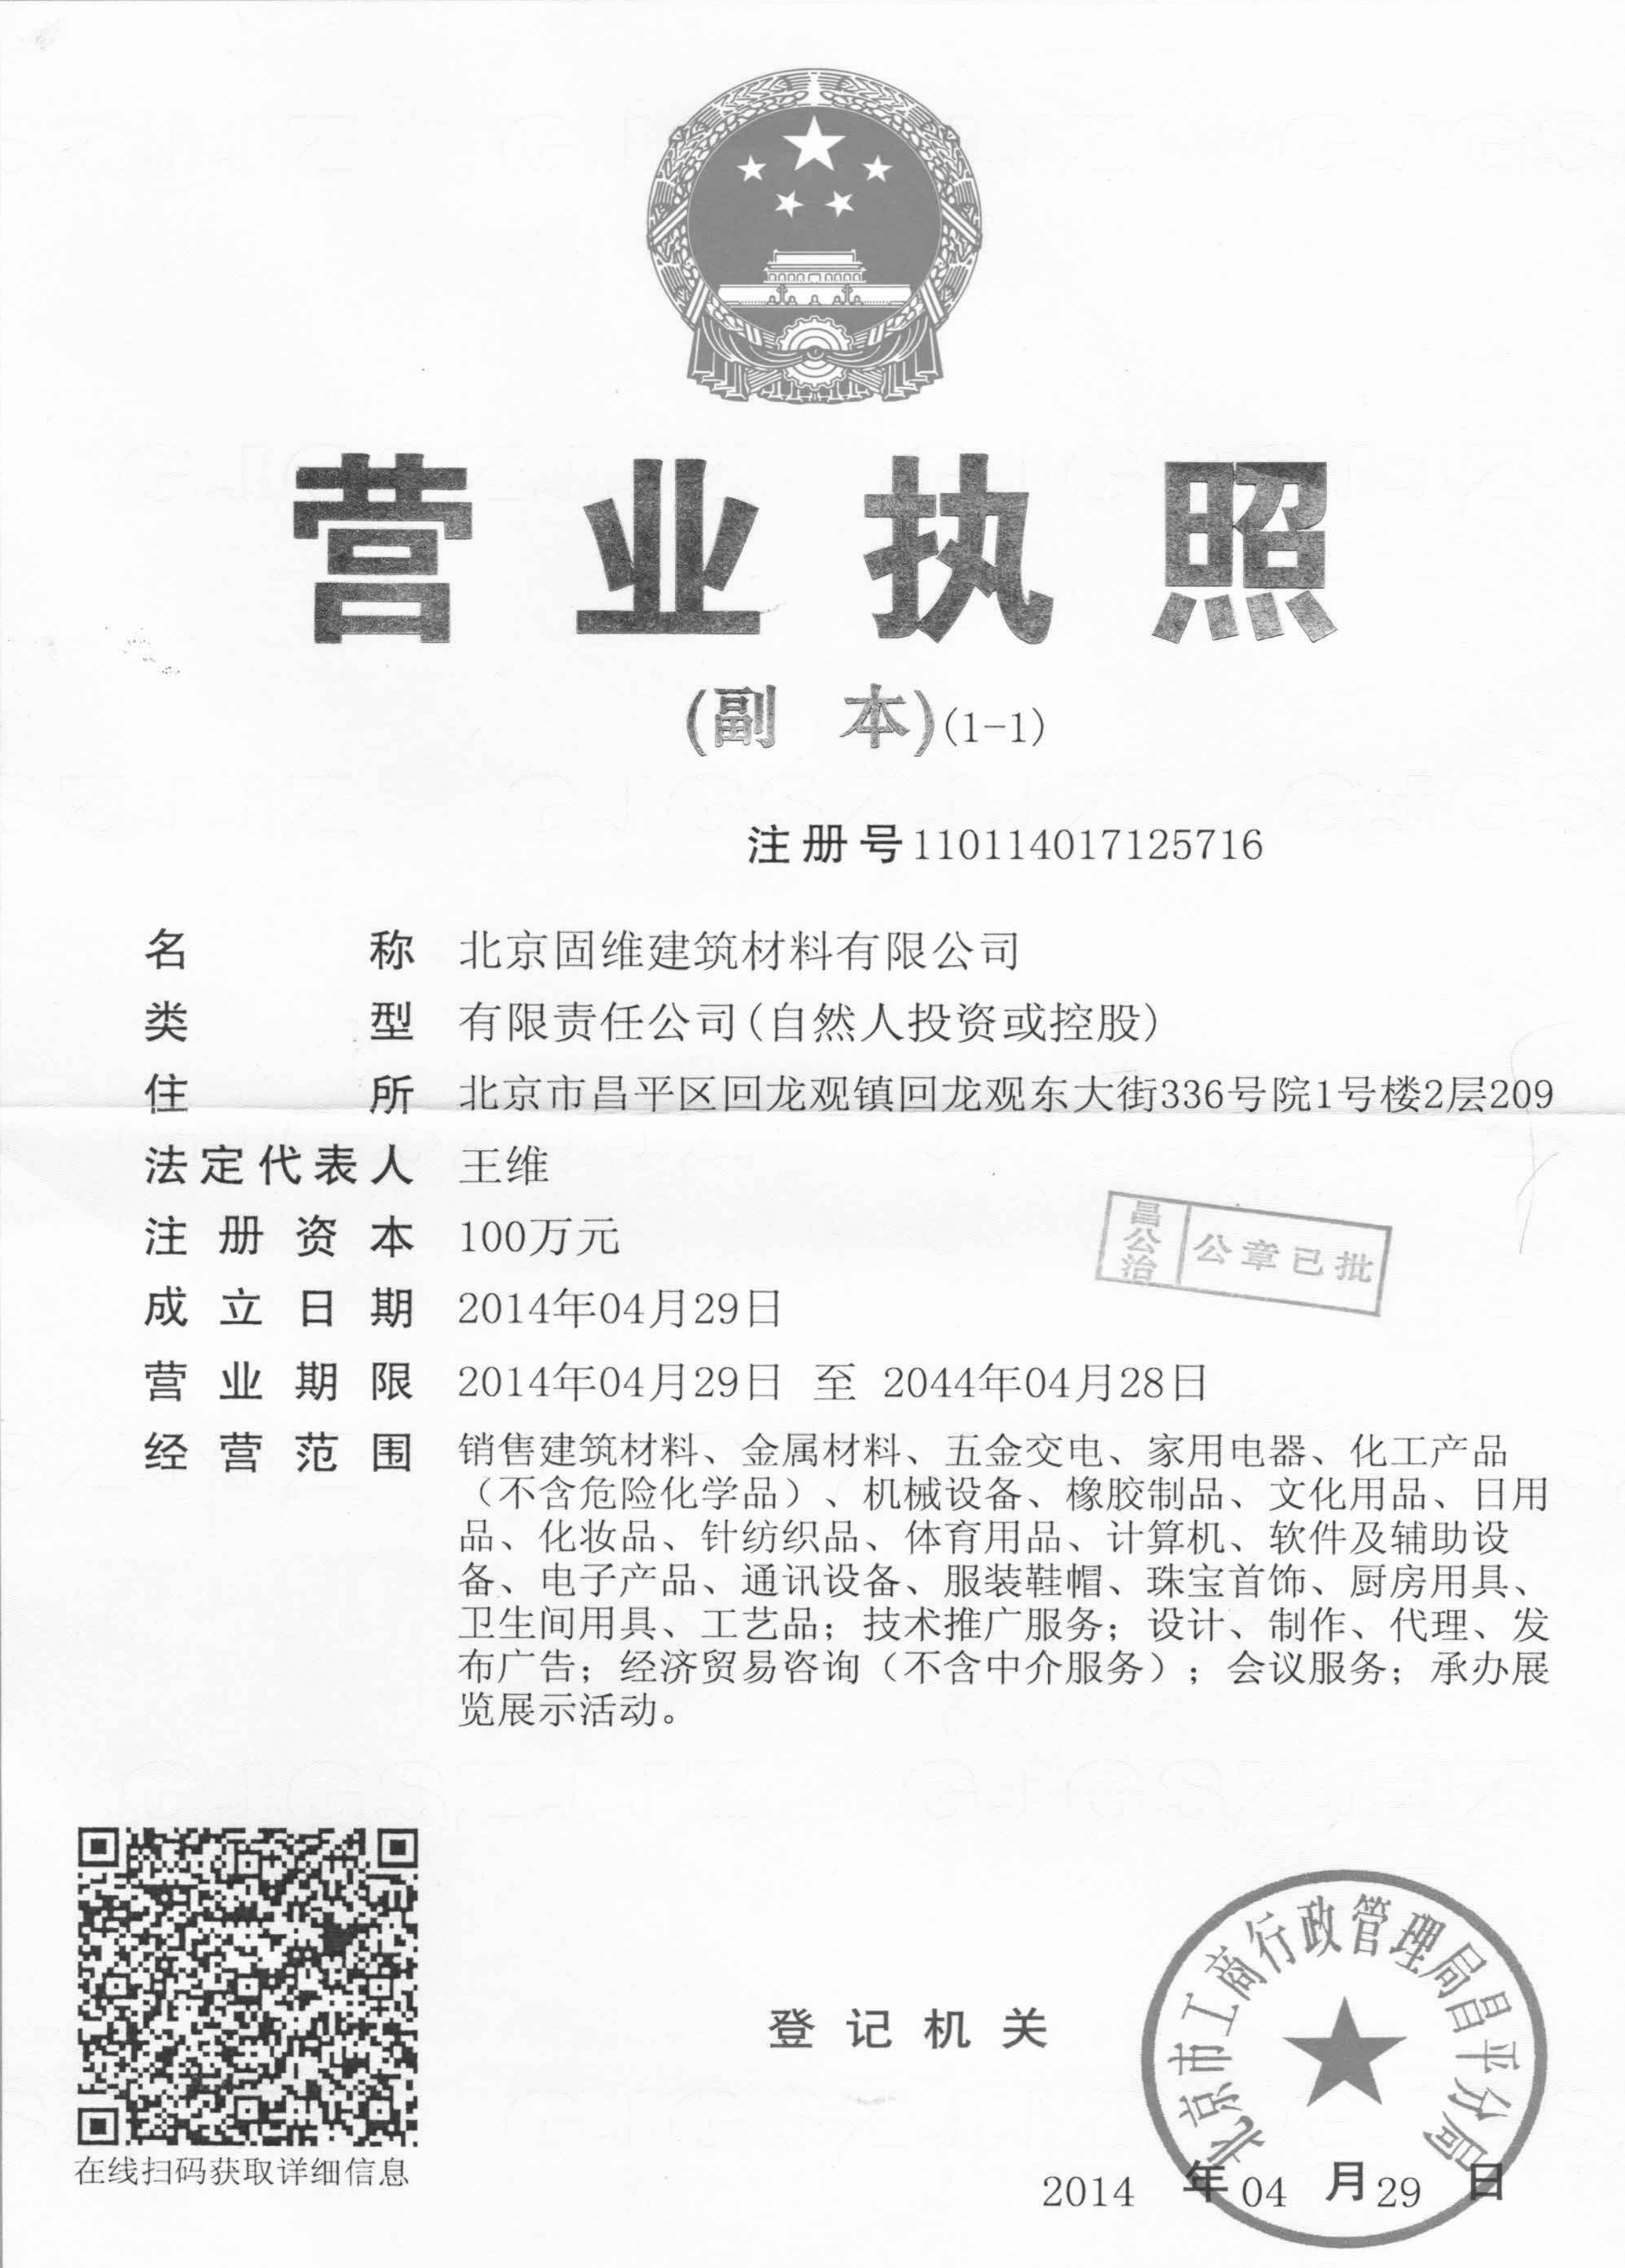 营业执照
(副 本)(1-1)
注册号110114017125716
名 称 北京固维建筑材料有限公司
类 型 有限责任公司(自然人投资或控股)
住 所 北京市昌平区回龙观镇回龙观东大街336号院1号楼2层209
法定代表人 王维
注册资本 100万元
昌公治 公章已批
成立日期 2014年04月29日
营业期限 2014年04月29日 至 2044年04月28日
经营范围 销售建筑材料、金属材料、五金交电、家用电器、化工产品
（不含危险化学品）、机械设备、橡胶制品、文化用品、日用
品、化妆品、针纺织品、体育用品、计算机、软件及辅助设
备、电子产品、通讯设备、服装鞋帽、珠宝首饰、厨房用具、
卫生间用具、工艺品；技术推广服务；设计、制作、代理、发
布广告；经济贸易咨询（不含中介服务）；会议服务；承办展
览展示活动。
在线扫码获取详细信息
登记机关
北京市工商行政管理局昌平分局
2014 年 04 月 29 日